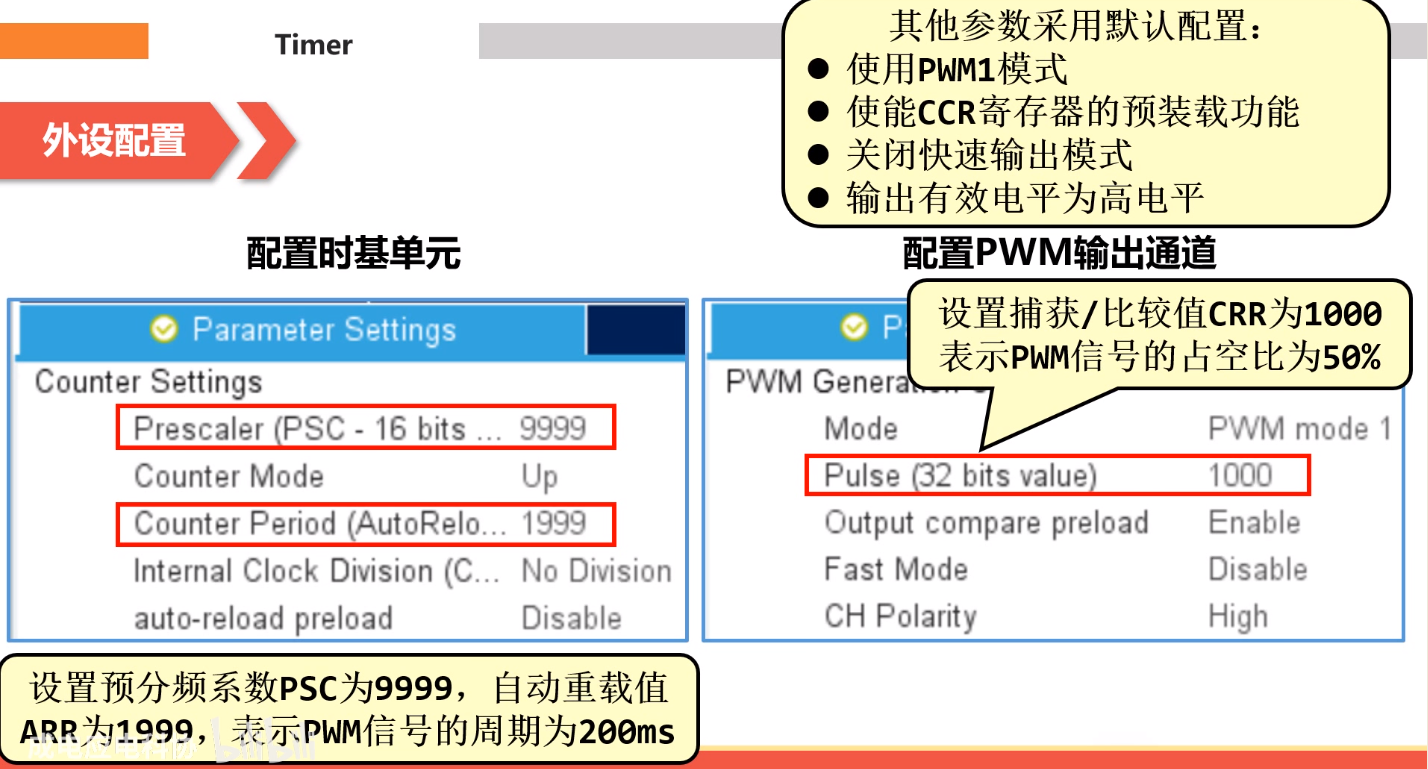 Timer
其他参数采用默认配置：
● 使用PWM1模式
● 使能CCR寄存器的预装载功能
● 关闭快速输出模式
● 输出有效电平为高电平
外设配置
配置时基单元
Parameter Settings
Counter Settings
Prescaler (PSC - 16 bits ... 9999
Counter Mode Up
Counter Period (AutoRelo... 1999
Internal Clock Division (C... No Division
auto-reload preload Disable
设置预分频系数PSC为9999，自动重载值
ARR为1999，表示PWM信号的周期为200ms
bilibili
配置PWM输出通道
设置捕获/比较值CRR为1000
表示PWM信号的占空比为50%
P
PWM Genera
Mode PWM mode 1
Pulse (32 bits value) 1000
Output compare preload Enable
Fast Mode Disable
CH Polarity High